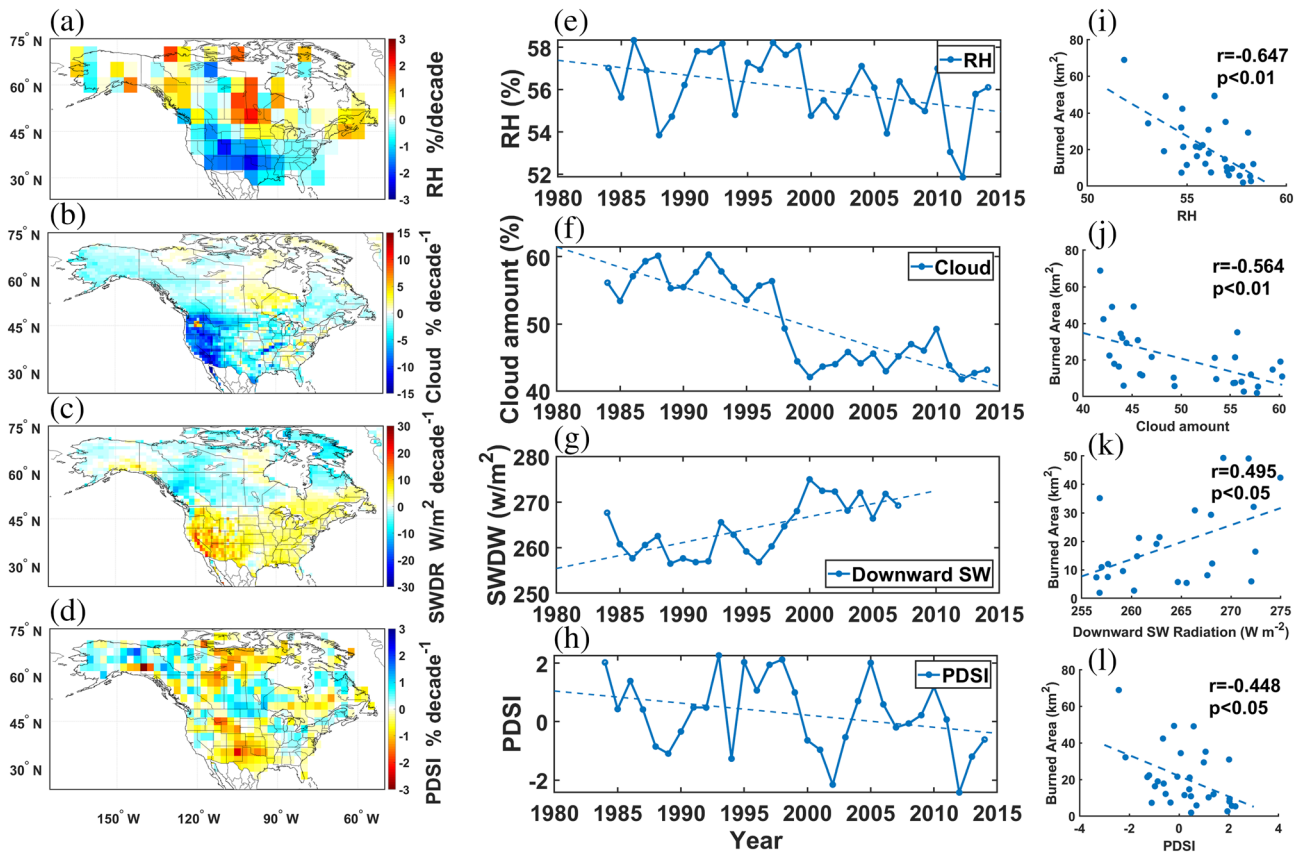 (a)
75° N
60° N
45° N
30° N
3
2
1
0
-1
-2
-3
RH %/decade
(b)
75° N
60° N
45° N
30° N
15
10
5
0
-5
-10
-15
Cloud % decade-1
(c)
75° N
60° N
45° N
30° N
30
20
10
0
-10
-20
-30
SWDR W/m2 decade-1
(d)
75° N
60° N
45° N
30° N
3
2
1
0
-1
-2
-3
PDSI % decade-1
150° W 120° W 90° W 60° W
(e)
RH (%)
58
56
54
52
RH
1980 1985 1990 1995 2000 2005 2010 2015
(f)
Cloud amount (%)
60
50
40
Cloud
1980 1985 1990 1995 2000 2005 2010 2015
(g)
SWDW (w/m2)
280
270
260
250
Downward SW
1980 1985 1990 1995 2000 2005 2010 2015
(h)
PDSI
2
0
-2
PDSI
1980 1985 1990 1995 2000 2005 2010 2015
Year
(i)
Burned Area (km2)
80
60
40
20
0
r=-0.647
p<0.01
50 55 60
RH
(j)
Burned Area (km2)
80
60
40
20
0
r=-0.564
p<0.01
40 45 50 55 60
Cloud amount
(k)
Burned Area (km2)
50
40
30
20
10
0
r=0.495
p<0.05
255 260 265 270 275
Downward SW Radiation (W m-2)
(l)
Burned Area (km2)
80
60
40
20
0
r=-0.448
p<0.05
-4 -2 0 2 4
PDSI